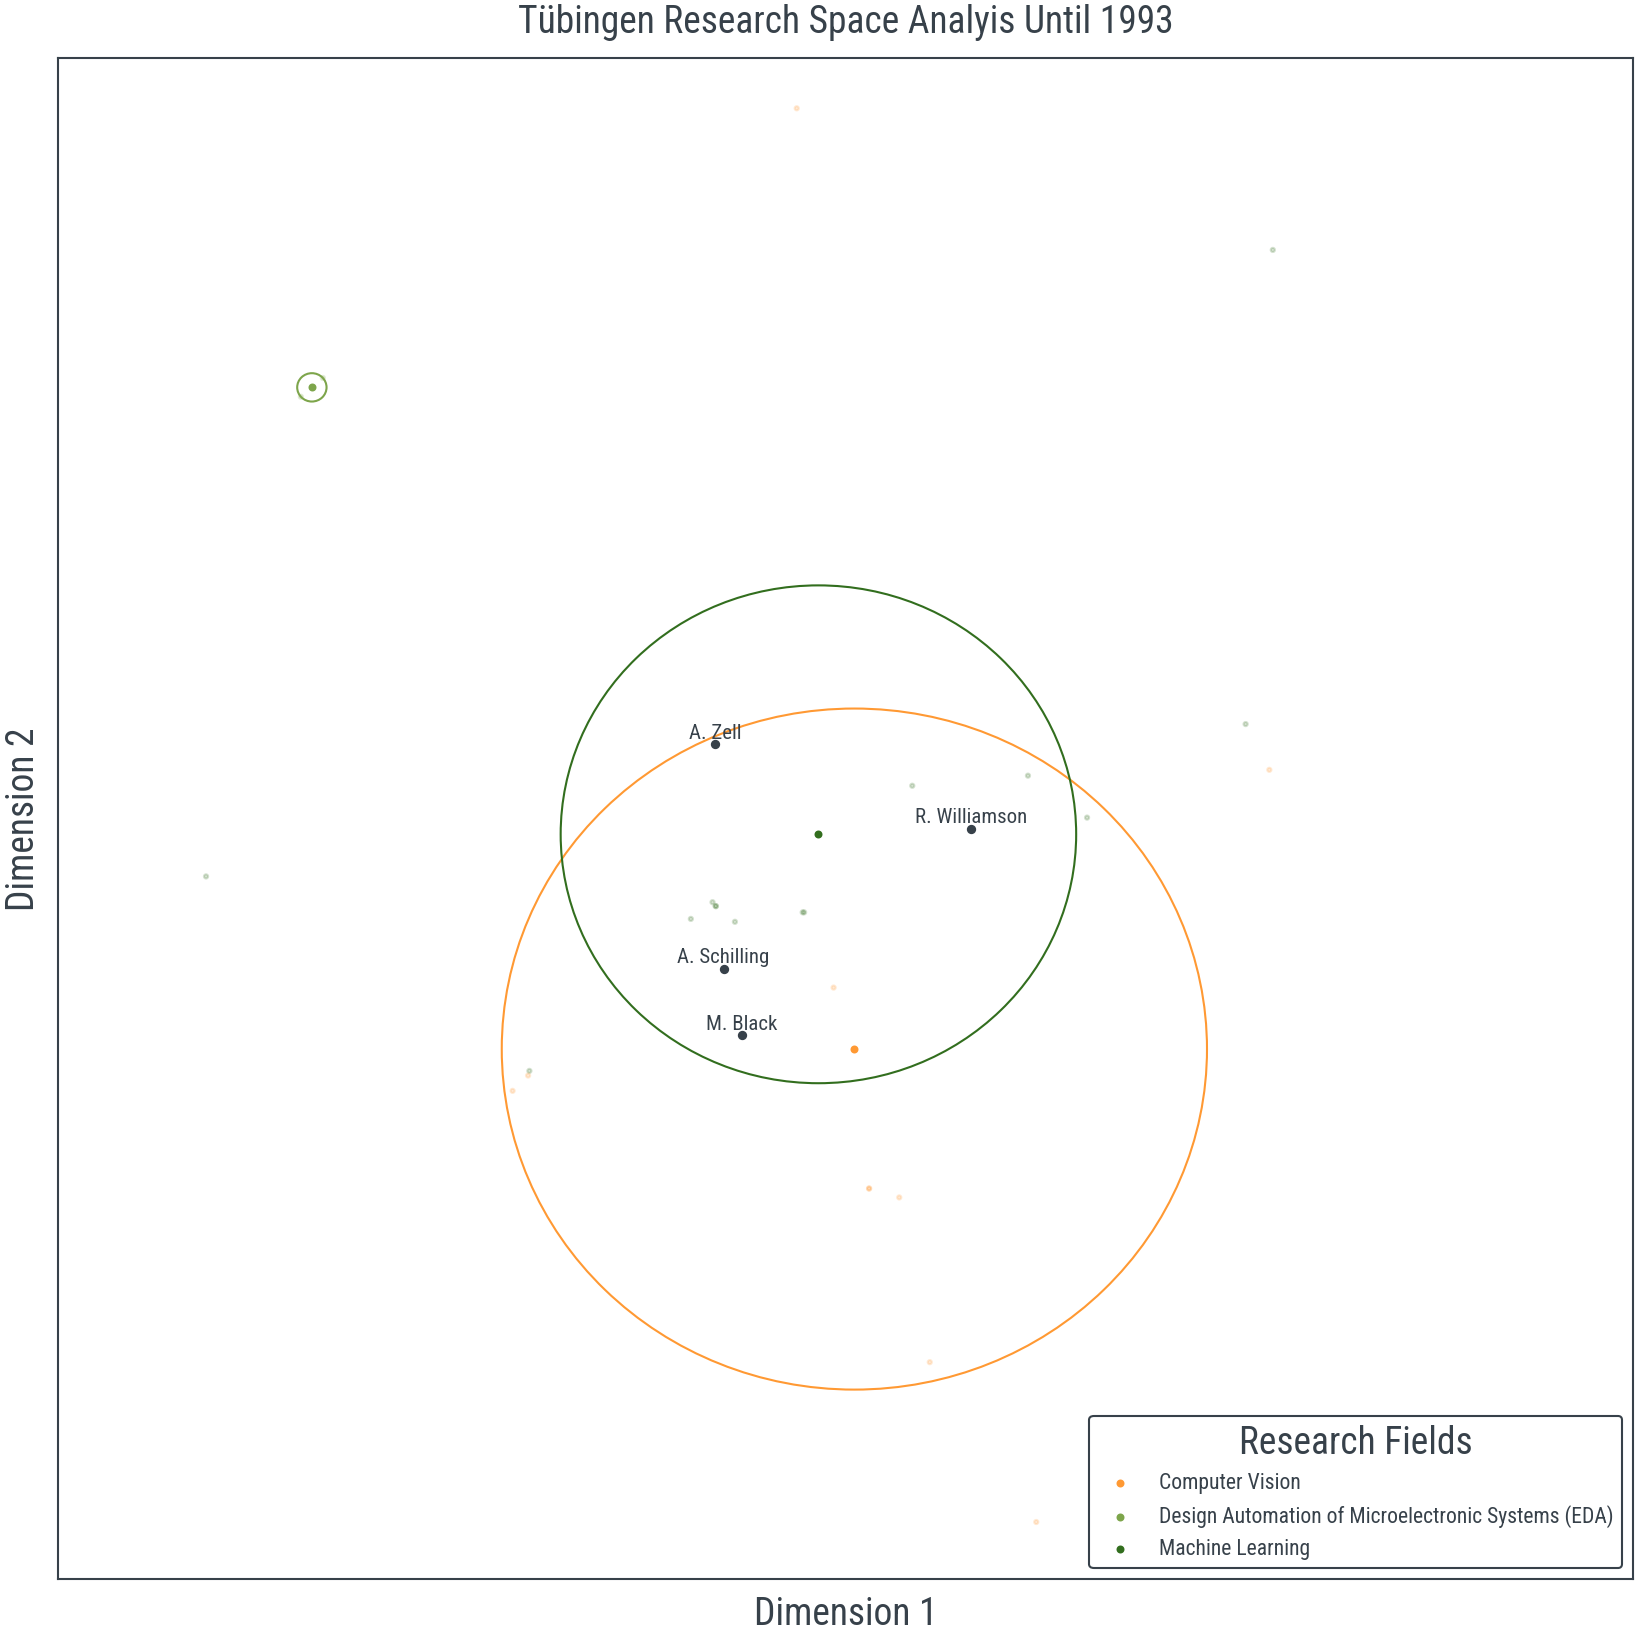 Tübingen Research Space Analyis Until 1993
Dimension 2
A. Zell
R. Williamson
A. Schilling
M. Black
Research Fields
Computer Vision
Design Automation of Microelectronic Systems (EDA)
Machine Learning
Dimension 1